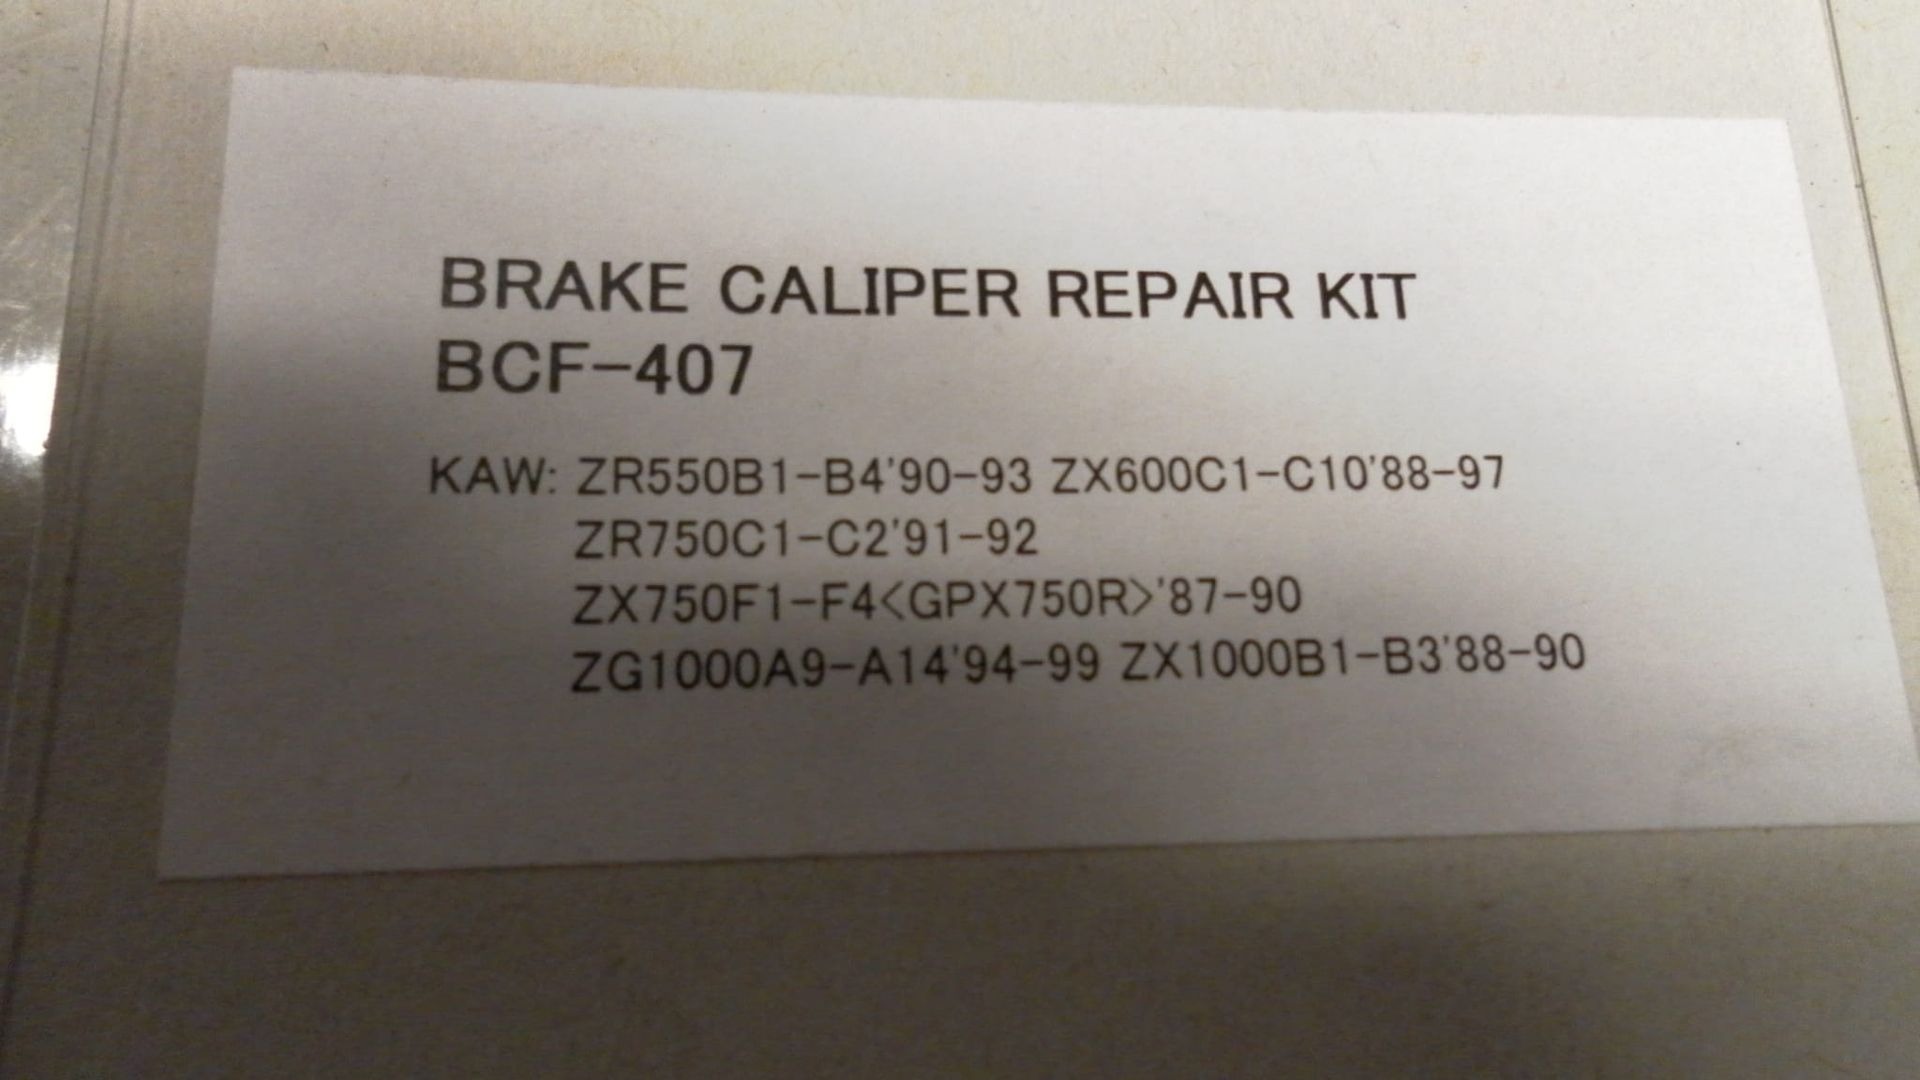 BRAKE CALIPER REPAIR KIT
BCF-407
KAW: ZR550B1-B4'90-93 ZX600C1-C10'88-97
ZR750C1-C2'91-92
ZX750F1-F4<GPX750R>'87-90
ZG1000A9-A14'94-99 ZX1000B1-B3'88-90